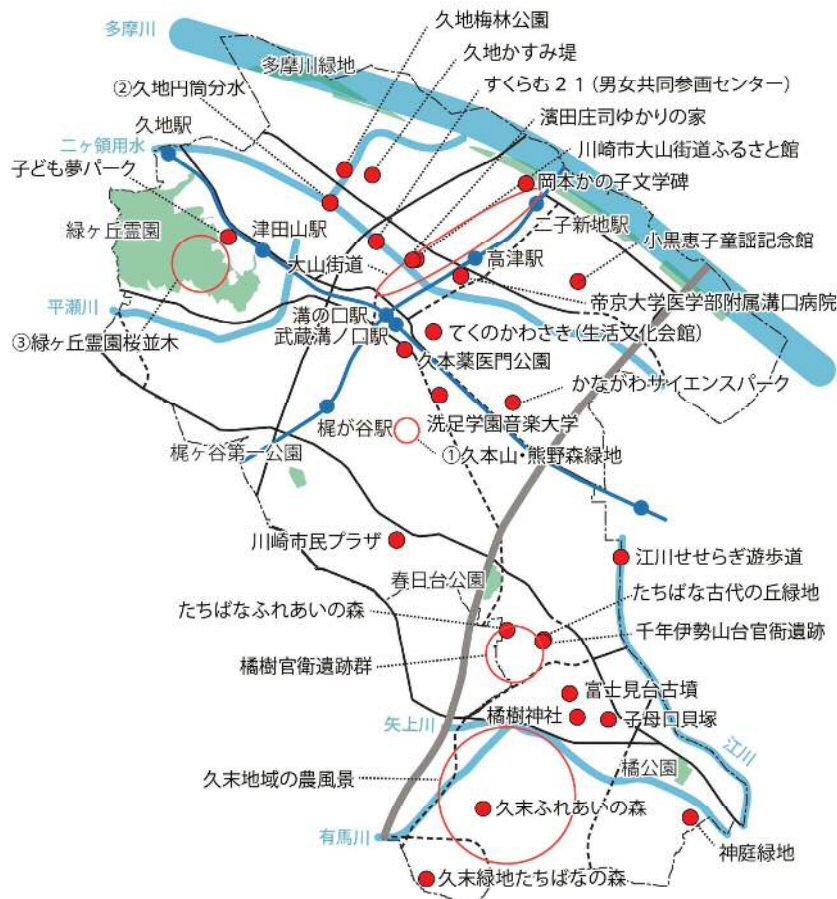 久地梅林公園
多摩川
久地かすみ堤
多摩川緑地
すくらむ２１（男女共同参画センター）
②久地円筒分水
濱田庄司ゆかりの家
久地駅
二ヶ領用水
川崎市大山街道ふるさと館
子ども夢パーク
岡本かの子文学碑
緑ヶ丘霊園
津田山駅
二子新地駅
小黒恵子童謡記念館
大山街道
高津駅
平瀬川
帝京大学医学部附属溝口病院
溝の口駅
武蔵溝ノ口駅
てくのかわさき（生活文化会館）
③緑ヶ丘霊園桜並木
久本薬医門公園
かながわサイエンスパーク
梶が谷駅
洗足学園音楽大学
梶ヶ谷第一公園
①久本山・熊野森緑地
川崎市民プラザ
江川せせらぎ遊歩道
春日台公園
たちばな古代の丘緑地
たちばなふれあいの森
千年伊勢山台官衙遺跡
橘樹官衛遺跡群
富士見台古墳
矢上川
橘樹神社
子母口貝塚
江川
久末地域の農風景
橘公園
久末ふれあいの森
有馬川
神庭緑地
久末緑地たちばなの森